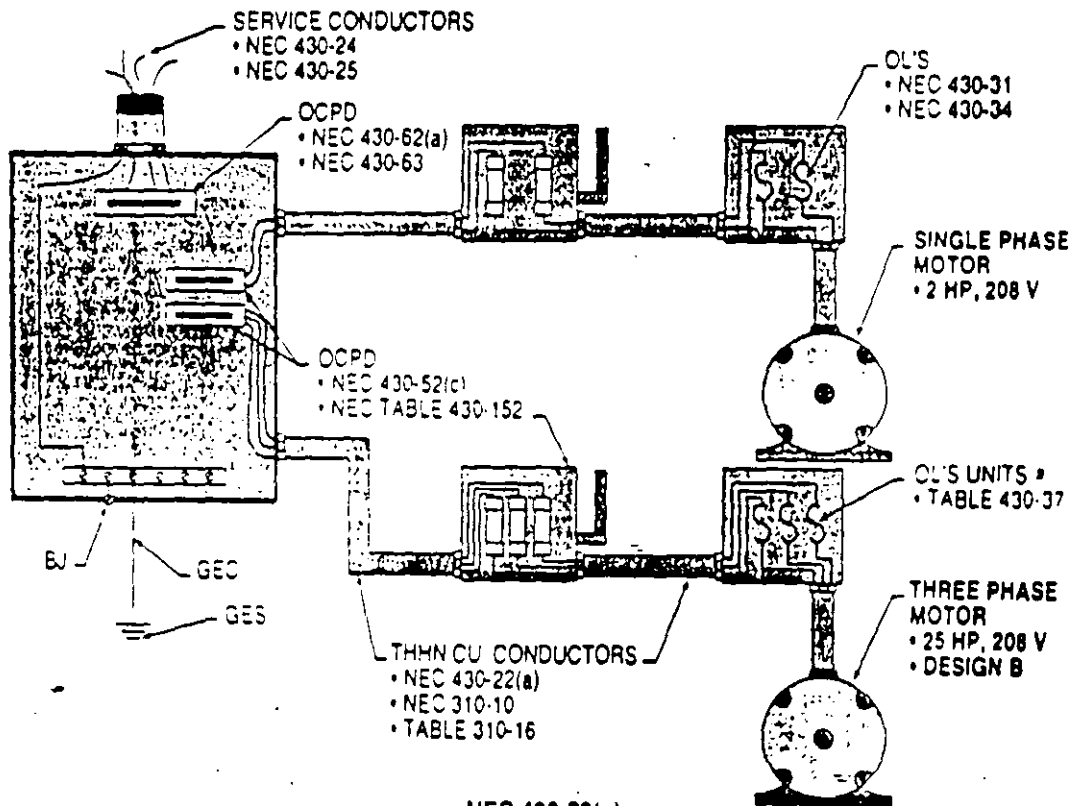 SERVICE CONDUCTORS
• NEC 430-24
• NEC 430-25
OCPD
• NEC 430-62(a)
• NEC 430-63
OL'S
• NEC 430-31
• NEC 430-34
SINGLE PHASE
MOTOR
• 2 HP, 208 V
OCPD
• NEC 430-52(c)
• NEC TABLE 430-152
OL'S UNITS
• TABLE 430-37
BJ
GEC
GES
THHN CU CONDUCTORS
• NEC 430-22(a)
• NEC 310-10
• TABLE 310-16
THREE PHASE
MOTOR
• 25 HP, 208 V
• DESIGN B